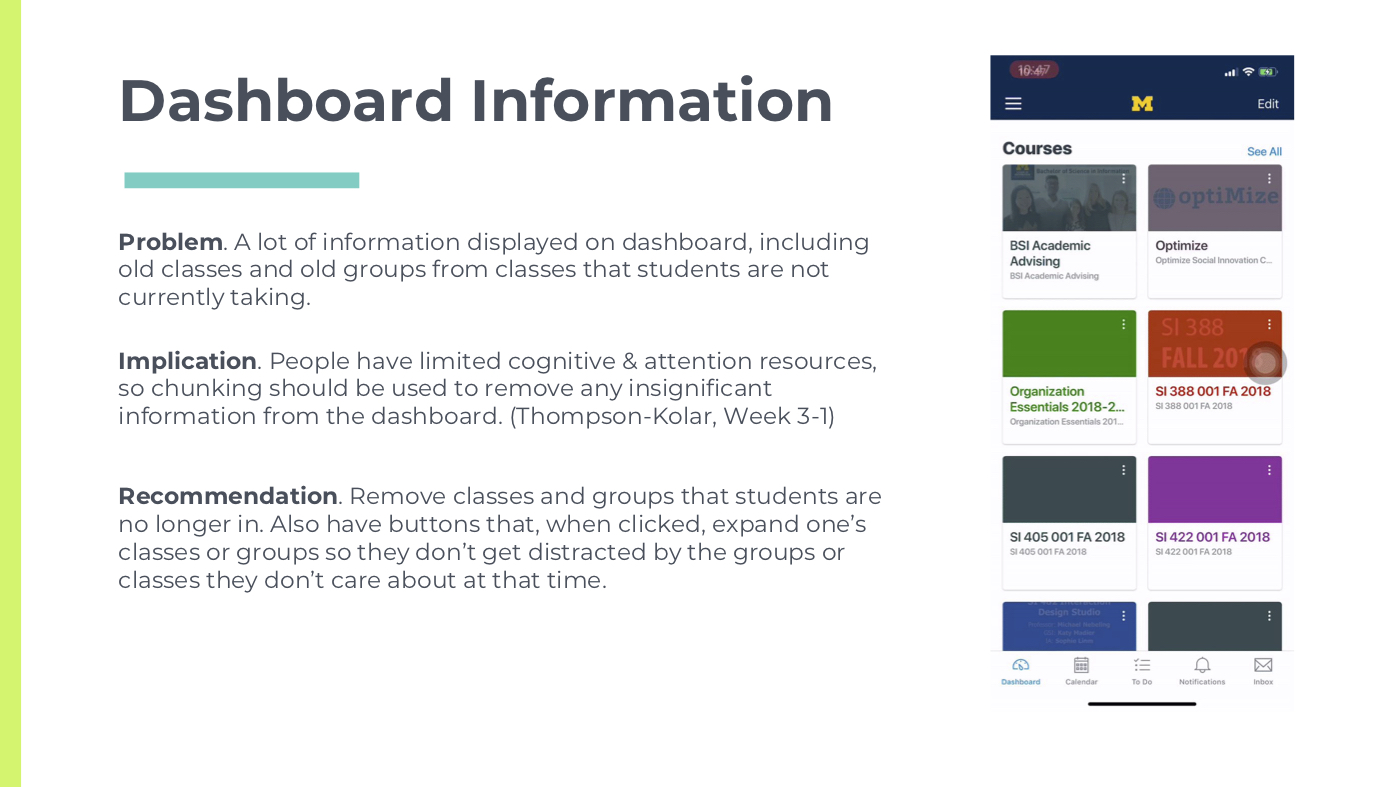 Dashboard Information
Problem. A lot of information displayed on dashboard, including
old classes and old groups from classes that students are not
currently taking.
Implication. People have limited cognitive & attention resources,
so chunking should be used to remove any insignificant
information from the dashboard. (Thompson-Kolar, Week 3-1)
Recommendation. Remove classes and groups that students are
no longer in. Also have buttons that, when clicked, expand one's
classes or groups so they don't get distracted by the groups or
classes they don't care about at that time.
M
Edit
Courses
See All
Bachelor of Science in Information
optiMize
BSI Academic
Advising
BSI Academic Advising
Optimize
Optimize Social Innovation C...
SI 388
FALL 201
Organization
Essentials 2018-2...
Organization Essentials 201...
SI 388 001 FA 2018
SI 388 001 FA 2018
SI 405 001 FA 2018
SI 405 001 FA 2018
SI 422 001 FA 2018
SI 422 001 FA 2018
Design Studio
Dashboard
Calendar
To Do
Notifications
Inbox